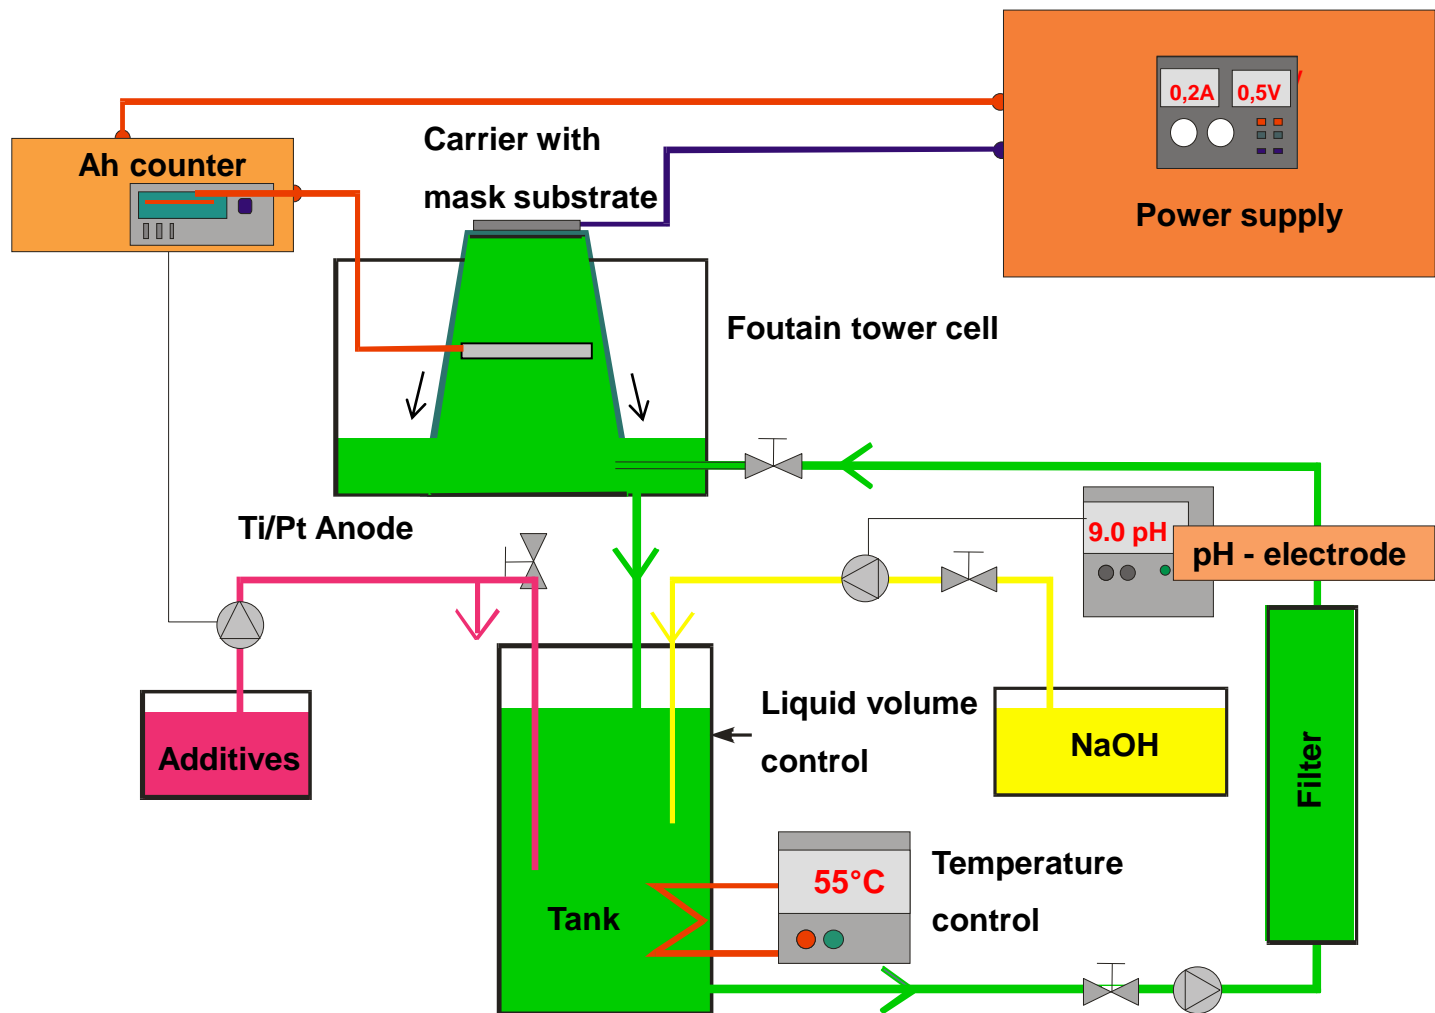 0,2A 0,5V
Carrier with
mask substrate
Ah counter
Power supply
Foutain tower cell
Ti/Pt Anode
9.0 pH
pH - electrode
Liquid volume
control
Additives
NaOH
Filter
Temperature
control
55°C
Tank